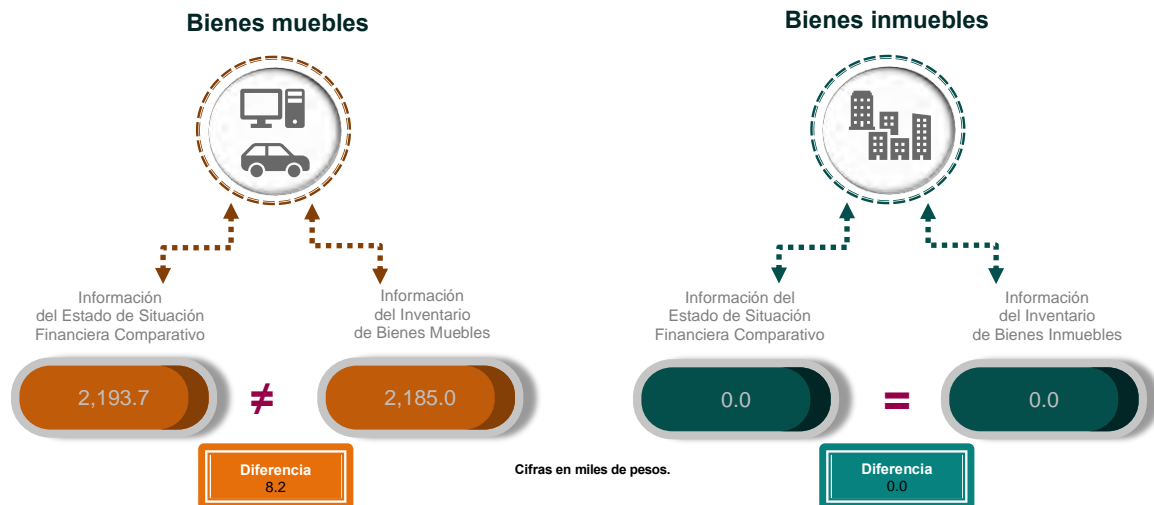 Bienes muebles
Información
del Estado de Situación
Financiera Comparativo
Información
del Inventario
de Bienes Muebles
2,193.7
≠
2,185.0
Diferencia
8.2
Cifras en miles de pesos.
Bienes inmuebles
Información del
Estado de Situación
Financiera Comparativo
Información
del Inventario
de Bienes Inmuebles
0.0
=
0.0
Diferencia
0.0